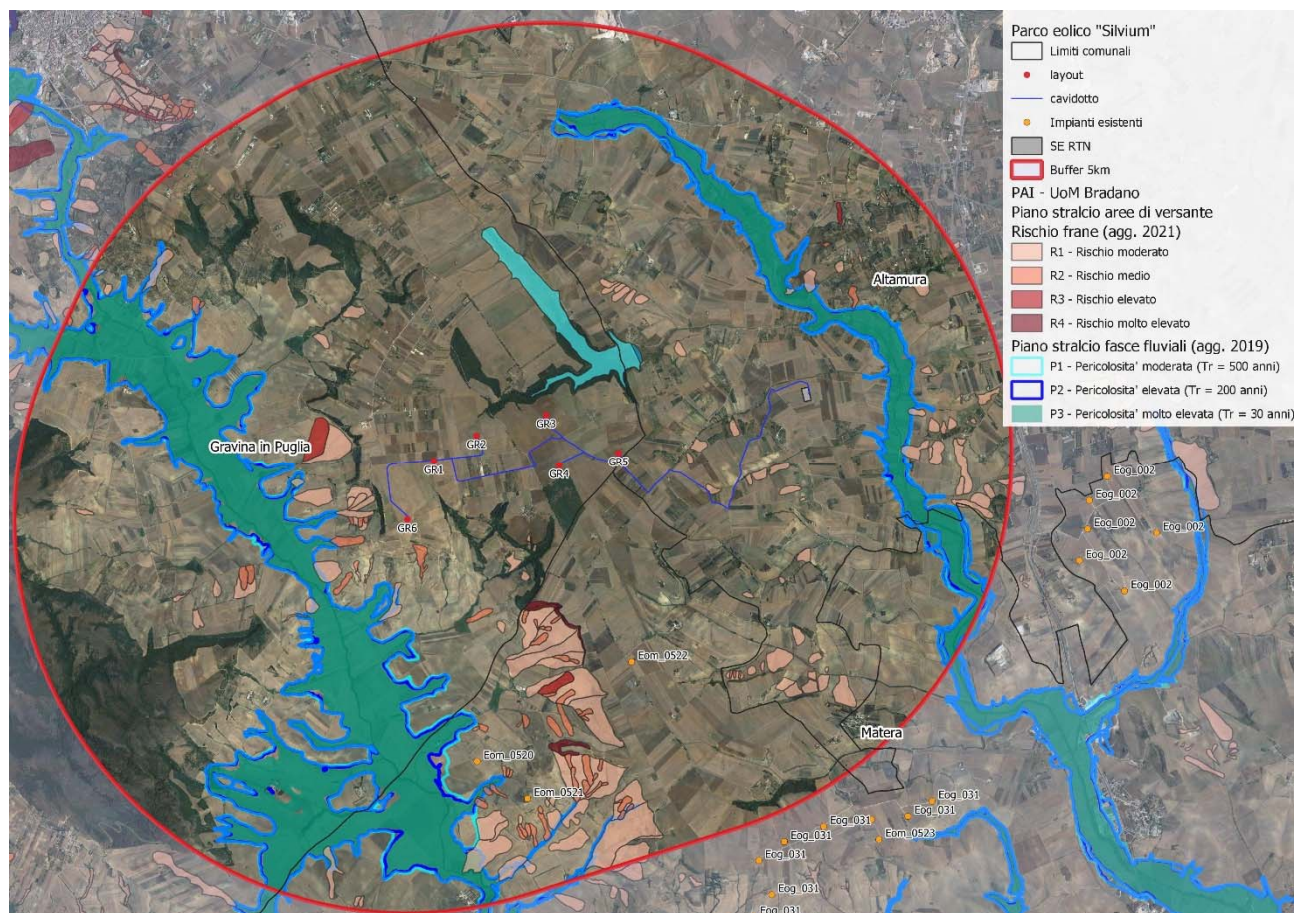 Parco eolico "Silvium"
Limiti comunali
layout
cavidotto
Impianti esistenti
SE RTN
Buffer 5km
PAI - UoM Bradano
Piano stralcio aree di versante
Rischio frane (agg. 2021)
R1 - Rischio moderato
R2 - Rischio medio
R3 - Rischio elevato
R4 - Rischio molto elevato
Piano stralcio fasce fluviali (agg. 2019)
P1 - Pericolosita' moderata (Tr = 500 anni)
P2 - Pericolosita' elevata (Tr = 200 anni)
P3 - Pericolosita' molto elevata (Tr = 30 anni)
Altamura
GR3
GR2
Gravina in Puglia
GR1
GR4
GR5
GR6
Eog_002
Eog_002
Eog_002
Eog_002
Eog_002
Eog_002
Eom_0522
Matera
Eom_0520
Eom_0521
Eog_031
Eog_031
Eog_031
Eom_0523
Eog_031
Eog_031
Eog_031
Eog_031